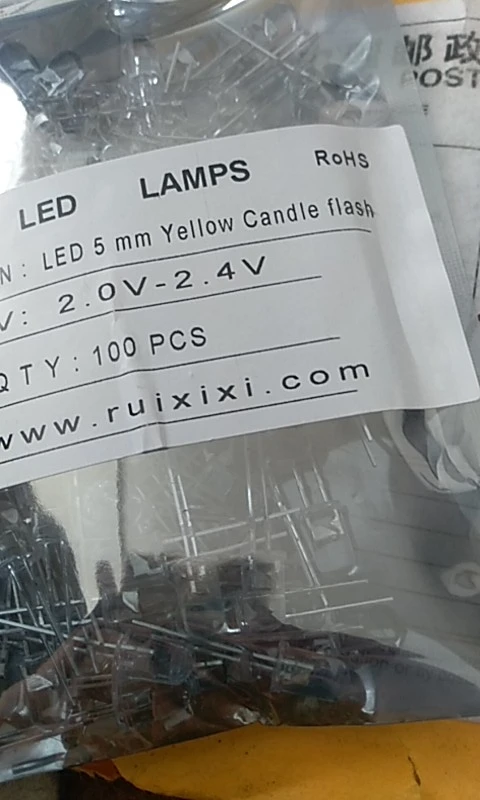 邮政
POST
RoHS
LED LAMPS
N: LED 5 mm Yellow Candle flash
V: 2.0V-2.4V
QTY: 100 PCS
www.ruixixi.com